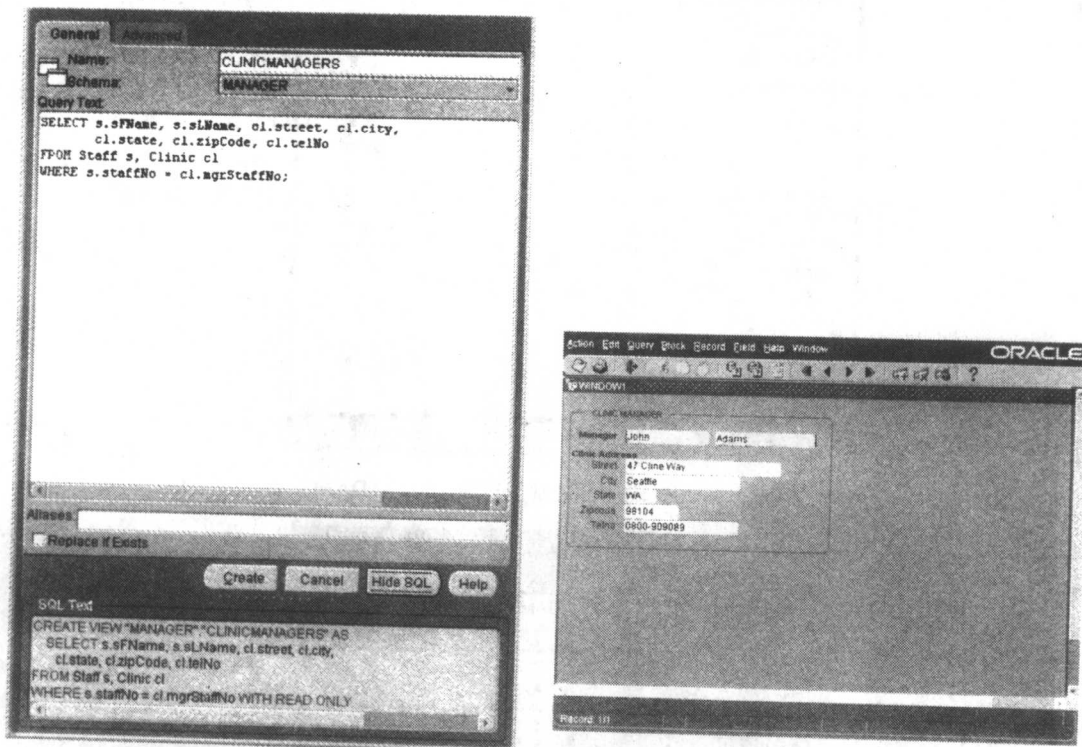 General Advanced
Name: CLINICMANAGERS
Schema: MANAGER
Query Text:
SELECT s.sFName, s.sLName, cl.street, cl.city,
cl.state, cl.zipCode, cl.telNo
FROM Staff s, Clinic cl
WHERE s.staffNo = cl.mgrStaffNo;
Aliases:
Replace If Exists
Create Cancel Hide SQL Help
SQL Text
CREATE VIEW "MANAGER"."CLINICMANAGERS" AS
SELECT s.sFName, s.sLName, cl.street, cl.city,
cl.state, cl.zipCode, cl.telNo
FROM Staff s, Clinic cl
WHERE s.staffNo = cl.mgrStaffNo WITH READ ONLY
Action Edit Query Block Record Field Help Window
ORACLE
WINDOW1
CLINIC MANAGER
Manager John Adams
Clinic Address
Street 47 Cline Way
City Seattle
State WA
Zipcode 98104
Telno 0800-909089
Record: 1/1